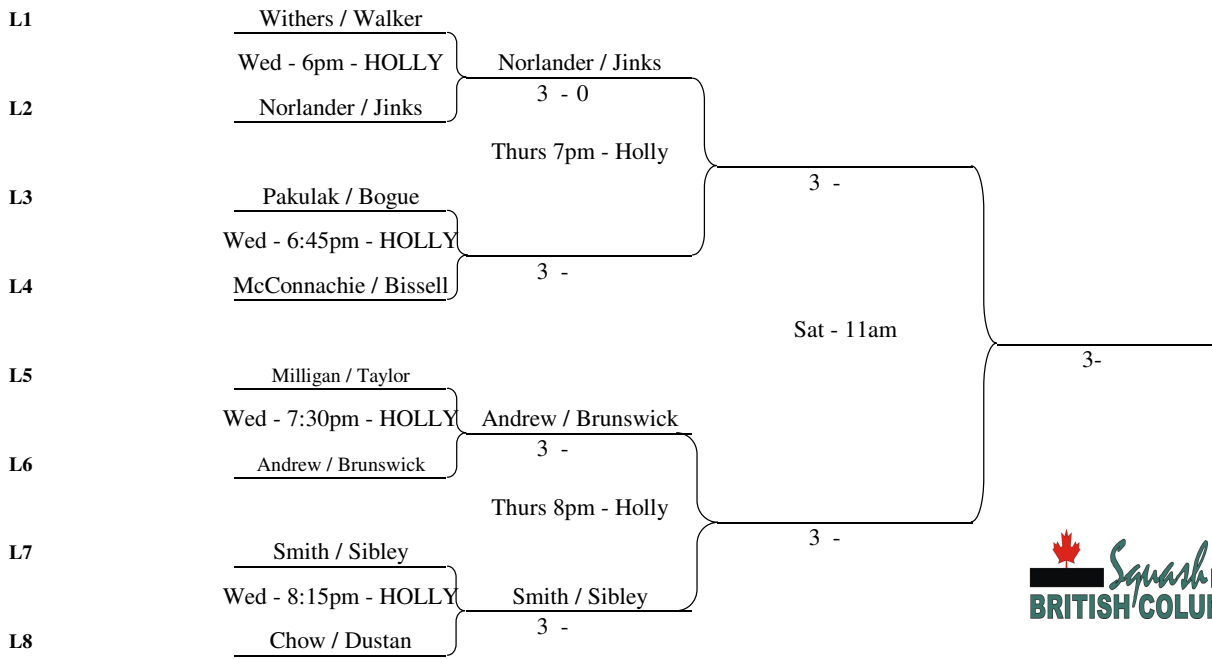 L1 Withers / Walker
Wed - 6pm - HOLLY Norlander / Jinks
3 - 0
L2 Norlander / Jinks
Thurs 7pm - Holly
3 -
L3 Pakulak / Bogue
Wed - 6:45pm - HOLLY
3 -
L4 McConnachie / Bissell
Sat - 11am
3-
L5 Milligan / Taylor
Wed - 7:30pm - HOLLY Andrew / Brunswick
3 -
L6 Andrew / Brunswick
Thurs 8pm - Holly
3 -
L7 Smith / Sibley
Wed - 8:15pm - HOLLY Smith / Sibley
3 -
L8 Chow / Dustan
Squash
BRITISH COLU